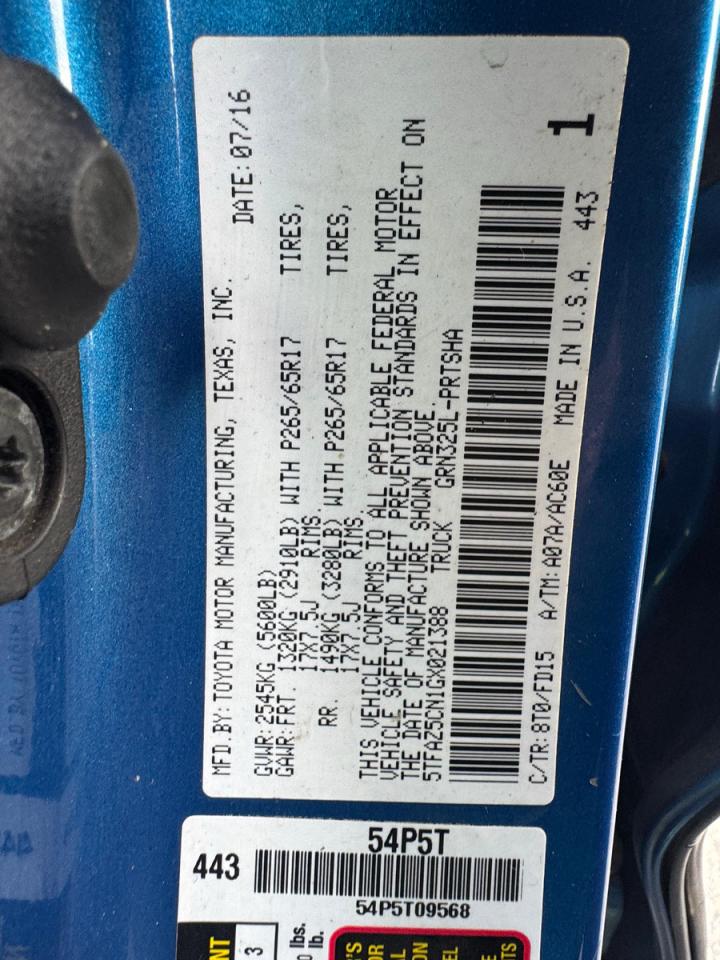 MFD.BY: TOYOTA MOTOR MANUFACTURING, TEXAS, INC.
DATE: 07/16
GVWR: 2545KG (5600LB)
GAWR: FRT. 1320KG (2910LB) WITH P265/65R17 TIRES,
17X7.5J RIMS.
RR. 1490KG (3280LB) WITH P265/65R17 TIRES,
17X7.5J RIMS.
THIS VEHICLE CONFORMS TO ALL APPLICABLE FEDERAL MOTOR
VEHICLE SAFETY AND THEFT PREVENTION STANDARDS IN EFFECT ON
THE DATE OF MANUFACTURE SHOWN ABOVE.
5TFAZ5CN1GX021388 TRUCK GRN325L-PRTSHA
C/TR: 8T0/FD15 A/TM: A07A/AC60E MADE IN U.S.A. 443
1
54P5T
443
54P5T09568
3
lbs.
lb.